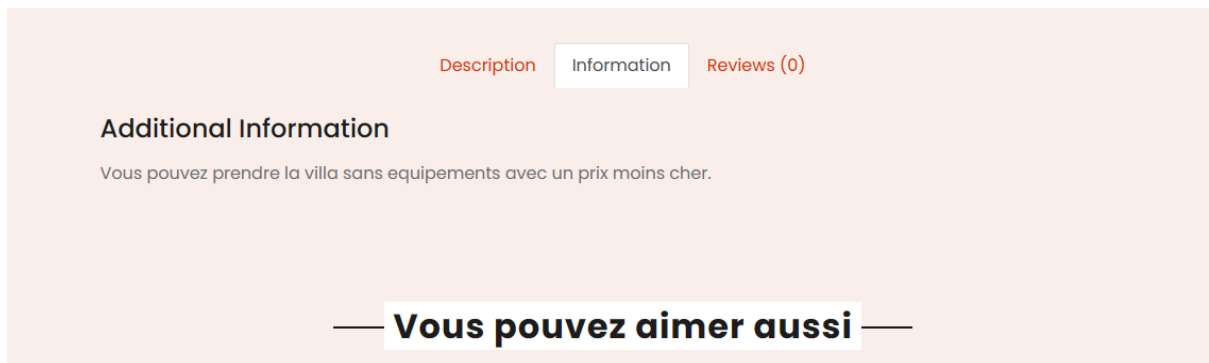 Description Information Reviews (0)
Additional Information
Vous pouvez prendre la villa sans equipements avec un prix moins cher.
Vous pouvez aimer aussi